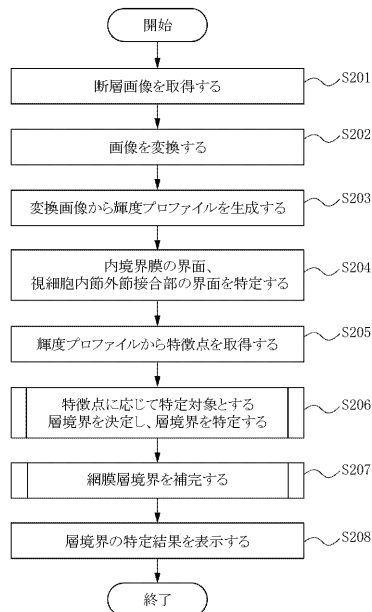 開始
断層画像を取得する
S201
画像を変換する
S202
変換画像から輝度プロファイルを生成する
S203
内境界膜の界面、
視細胞内節外節接合部の界面を特定する
S204
輝度プロファイルから特徴点を取得する
S205
特徴点に応じて特定対象とする
層境界を決定し、層境界を特定する
S206
網膜層境界を補完する
S207
層境界の特定結果を表示する
S208
終了